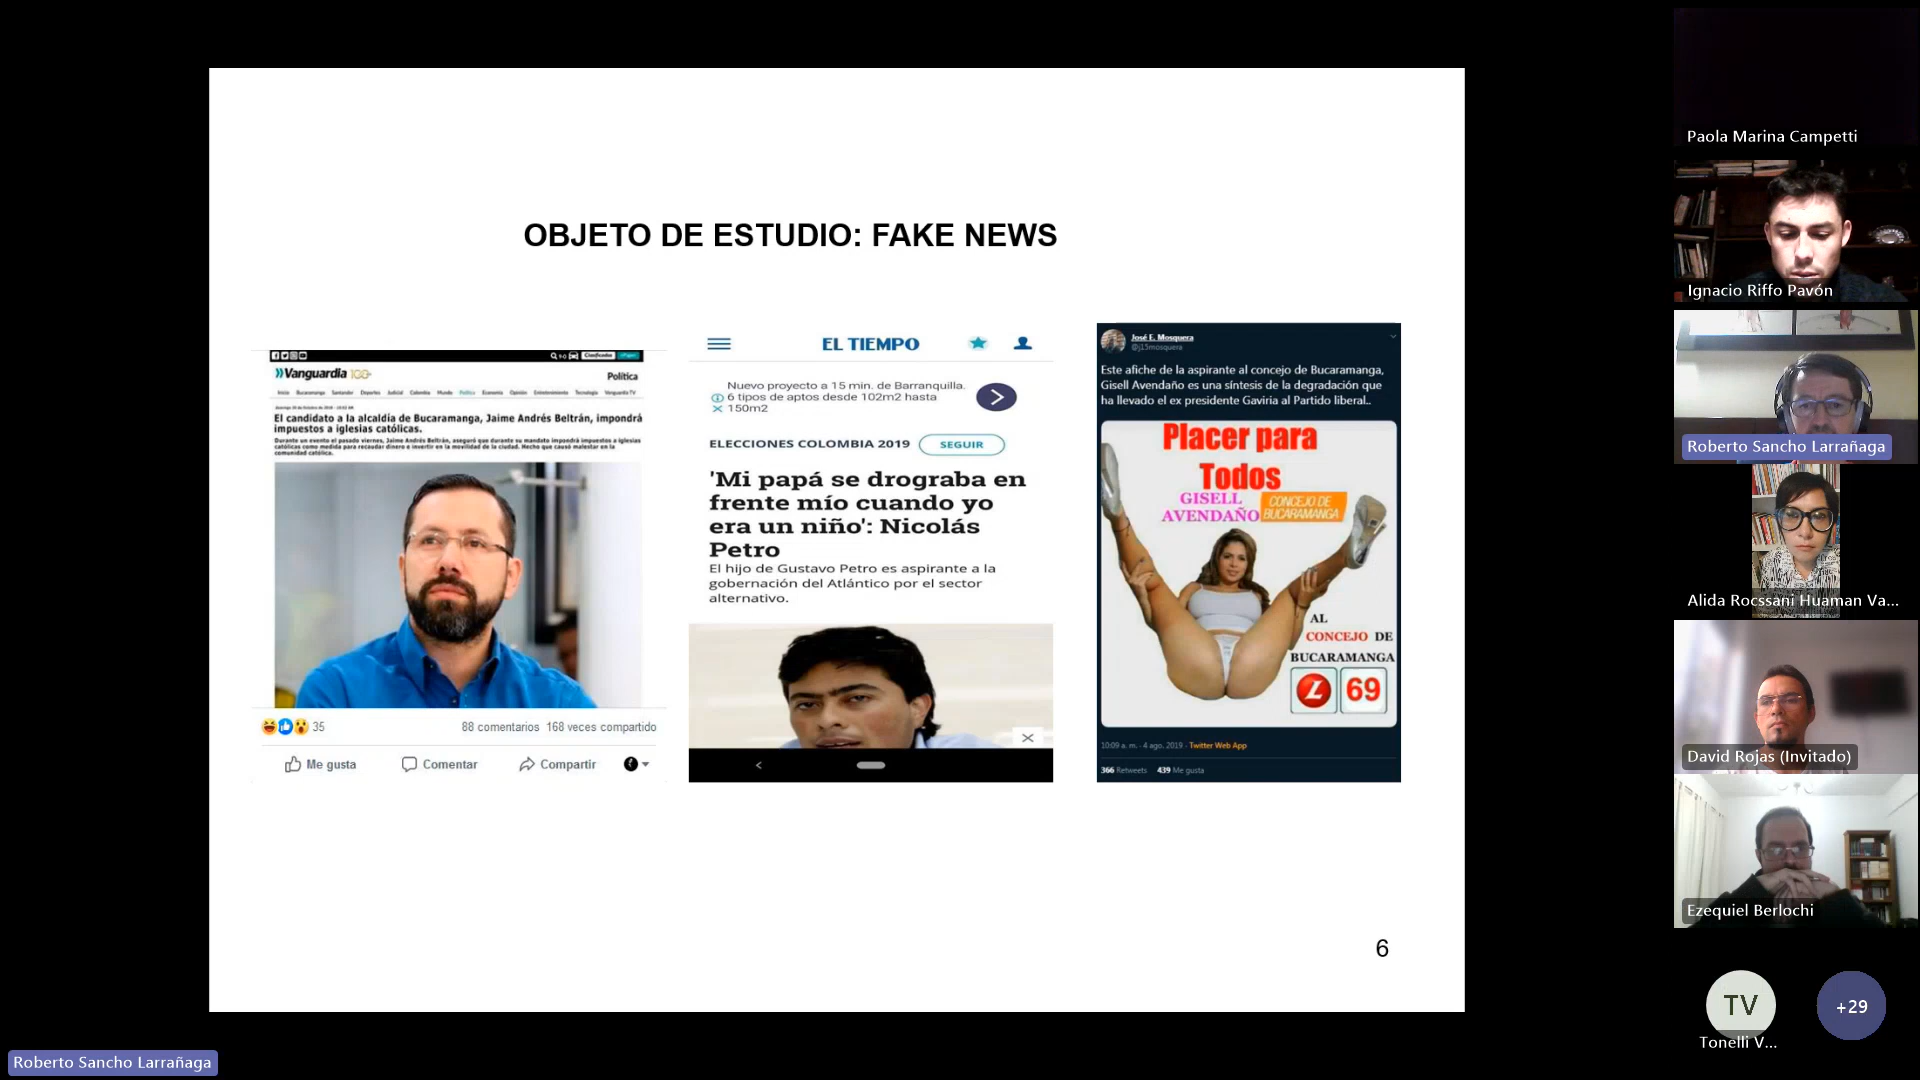 OBJETO DE ESTUDIO: FAKE NEWS
Vanguardia 100
Política
Inicio Bucaramanga Santander Deportes Judicial Colombia Mundo Política Economía Opinión Entretenimiento Tecnología Vanguardia TV
El candidato a la alcaldía de Bucaramanga, Jaime Andrés Beltrán, impondrá
impuestos a iglesias católicas.
Durante un evento el pasado viernes, Jaime Andrés Beltrán, aseguró que durante su mandato impondrá impuestos a iglesias
católicas como medida para recaudar dinero e invertir en la movilidad de la ciudad. Hecho que causó malestar en la
comunidad católica.
35
88 comentarios 168 veces compartido
Me gusta Comentar Compartir
EL TIEMPO
Nuevo proyecto a 15 min. de Barranquilla.
6 tipos de aptos desde 102m2 hasta
150m2
ELECCIONES COLOMBIA 2019 SEGUIR
'Mi papá se drograba en
frente mío cuando yo
era un niño': Nicolás
Petro
El hijo de Gustavo Petro es aspirante a la
gobernación del Atlántico por el sector
alternativo.
José E. Mosquera
@j15mosquera
Este afiche de la aspirante al concejo de Bucaramanga,
Gisell Avendaño es una síntesis de la degradación que
ha llevado el ex presidente Gaviria al Partido liberal..
Placer para
Todos
GISELL
AVENDAÑO
CONCEJO DE
BUCARAMANGA
AL
CONCEJO DE
BUCARAMANGA
L 69
10:09 a. m. · 4 ago. 2019 · Twitter Web App
366 Retweets 439 Me gusta
6
Paola Marina Campetti
Ignacio Riffo Pavón
Roberto Sancho Larrañaga
Alida Rocssani Huaman Va...
David Rojas (Invitado)
Ezequiel Berlochi
TV
+29
Tonelli V...
Roberto Sancho Larrañaga